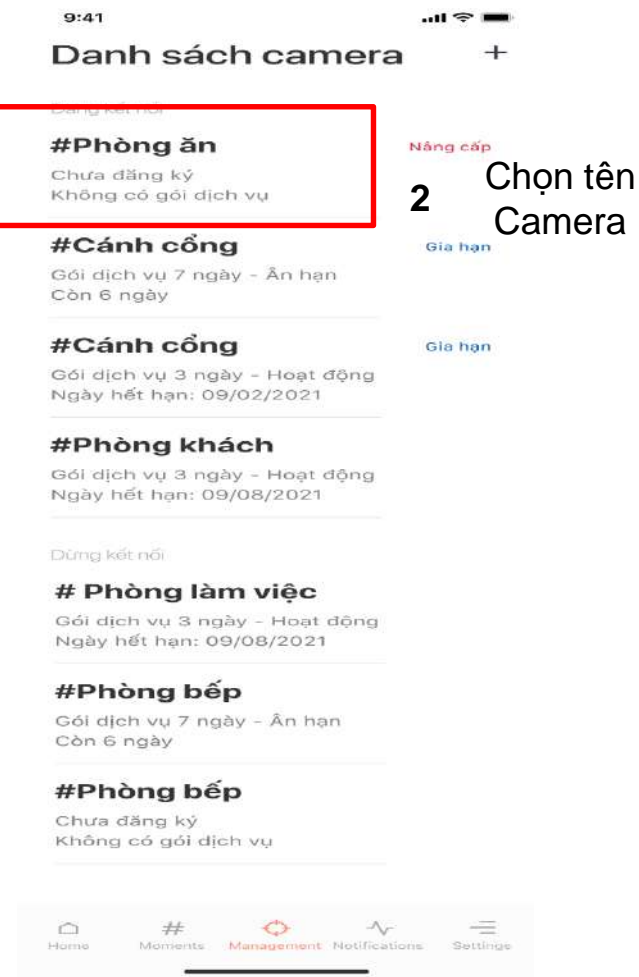 9:41
Danh sách camera
+
Đang kết nối
#Phòng ăn
Nâng cấp
Chưa đăng ký
Không có gói dịch vụ
2
Chọn tên
Camera
#Cánh cổng
Gia hạn
Gói dịch vụ 7 ngày - Ân hạn
Còn 6 ngày
#Cánh cổng
Gia hạn
Gói dịch vụ 3 ngày - Hoạt động
Ngày hết hạn: 09/02/2021
#Phòng khách
Gói dịch vụ 3 ngày - Hoạt động
Ngày hết hạn: 09/08/2021
Dừng kết nối
# Phòng làm việc
Gói dịch vụ 3 ngày - Hoạt động
Ngày hết hạn: 09/08/2021
#Phòng bếp
Gói dịch vụ 7 ngày - Ân hạn
Còn 6 ngày
#Phòng bếp
Chưa đăng ký
Không có gói dịch vụ
Home Moments Management Notifications Settings